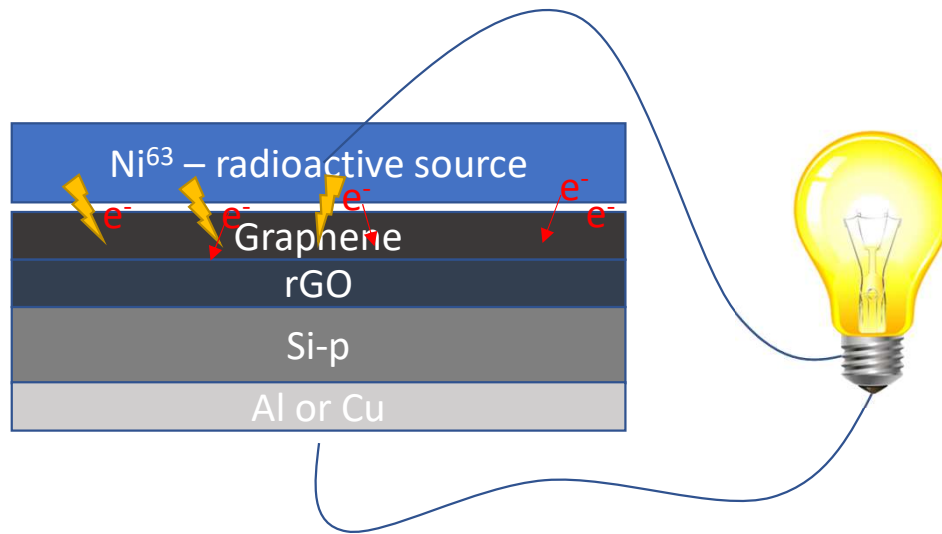 Ni⁶³ – radioactive source
e⁻
e⁻
e⁻
e⁻
e⁻
Graphene
rGO
Si-p
Al or Cu